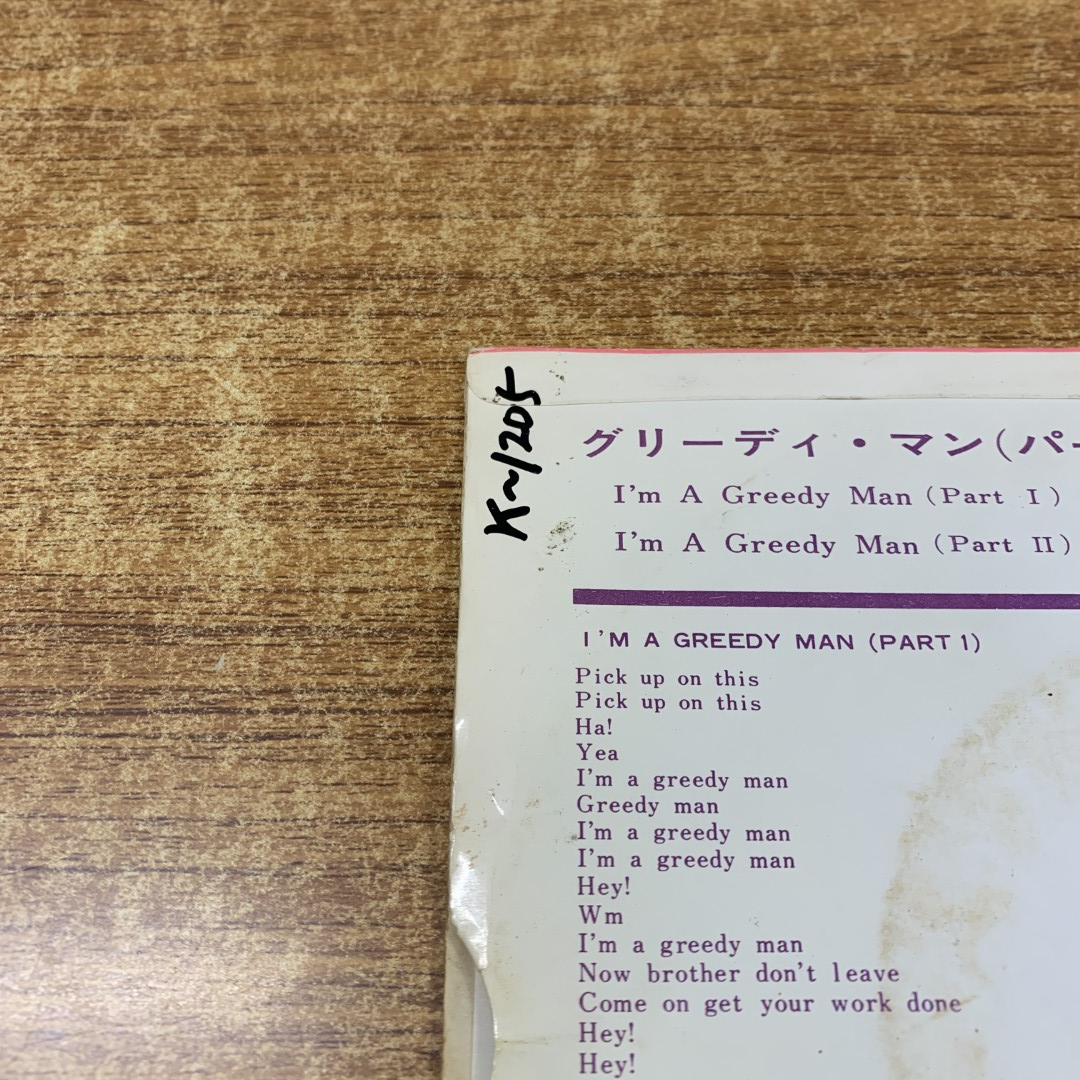 K~1205
グリーディ・マン(パー
I'm A Greedy Man (Part I)
I'm A Greedy Man (Part II)
I'M A GREEDY MAN (PART 1)
Pick up on this
Pick up on this
Ha!
Yea
I'm a greedy man
Greedy man
I'm a greedy man
I'm a greedy man
Hey!
Wm
I'm a greedy man
Now brother don't leave
Come on get your work done
Hey!
Hey!